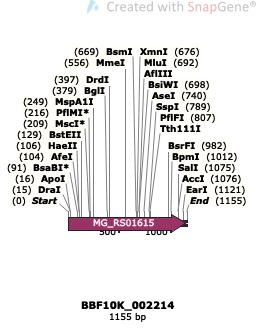 Created with SnapGene®
(669) BsmI XmnI (676)
(556) MmeI MluI (692)
AflIII
(397) DrdI BsiWI (698)
(379) BglI AseI (740)
(249) MspA1I SspI (789)
(216) PflMI* PflFI (807)
(209) MscI* Tth111I
(129) BstEII
(106) HaeII BsrFI (982)
(104) AfeI BpmI (1012)
(91) BsaBI* SalI (1075)
(16) ApoI AccI (1076)
(15) DraI EarI (1121)
(0) Start End (1155)
MG_RS01615
500 1000
BBF10K_002214
1155 bp